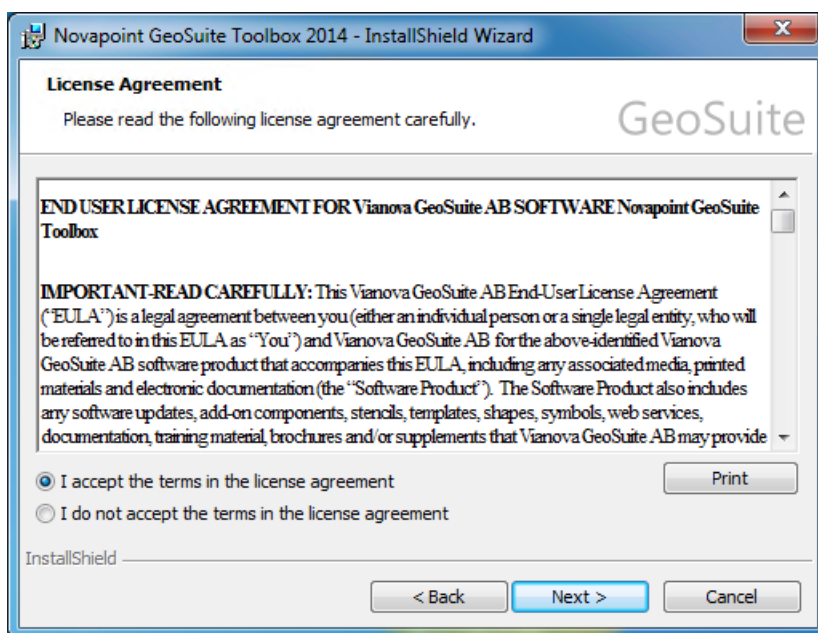 Novapoint GeoSuite Toolbox 2014 - InstallShield Wizard
License Agreement
Please read the following license agreement carefully.
GeoSuite
END USER LICENSE AGREEMENT FOR Vianova GeoSuite AB SOFTWARE Novapoint GeoSuite
Toolbox
IMPORTANT-READ CAREFULLY: This Vianova GeoSuite AB End-User License Agreement
("EULA") is a legal agreement between you (either an individual person or a single legal entity, who will
be referred to in this EULA as "You") and Vianova GeoSuite AB for the above-identified Vianova
GeoSuite AB software product that accompanies this EULA, including any associated media, printed
materials and electronic documentation (the "Software Product"). The Software Product also includes
any software updates, add-on components, stencils, templates, shapes, symbols, web services,
documentation, training material, brochures and/or supplements that Vianova GeoSuite AB may provide
I accept the terms in the license agreement
Print
I do not accept the terms in the license agreement
InstallShield
< Back
Next >
Cancel